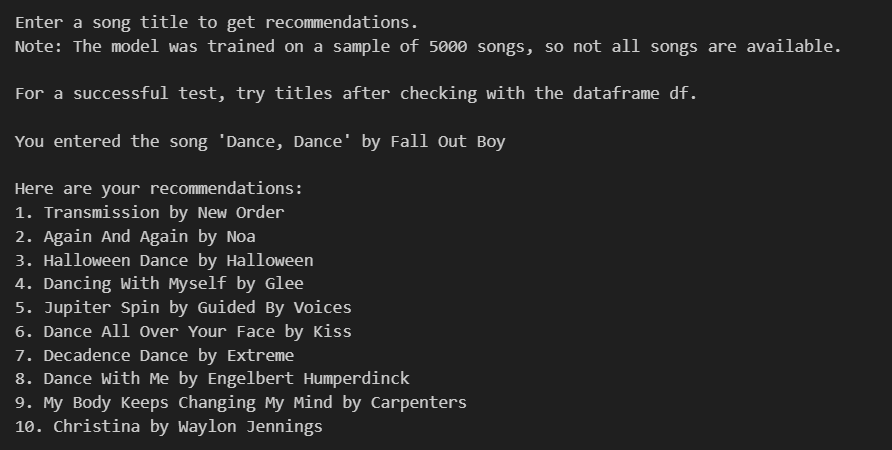 Enter a song title to get recommendations.
Note: The model was trained on a sample of 5000 songs, so not all songs are available.
For a successful test, try titles after checking with the dataframe df.
You entered the song 'Dance, Dance' by Fall Out Boy
Here are your recommendations:
1. Transmission by New Order
2. Again And Again by Noa
3. Halloween Dance by Halloween
4. Dancing With Myself by Glee
5. Jupiter Spin by Guided By Voices
6. Dance All Over Your Face by Kiss
7. Decadence Dance by Extreme
8. Dance With Me by Engelbert Humperdinck
9. My Body Keeps Changing My Mind by Carpenters
10. Christina by Waylon Jennings